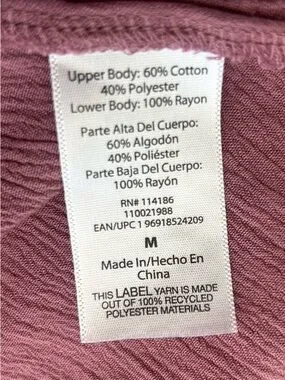 Upper Body: 60% Cotton
40% Polyester
Lower Body: 100% Rayon
Parte Alta Del Cuerpo:
60% Algodón
40% Poliéster
Parte Baja Del Cuerpo:
100% Rayón
RN# 114186
110021988
EAN/UPC 1 96918524209
M
Made In/Hecho En
China
THIS LABEL YARN IS MADE
OUT OF 100% RECYCLED
POLYESTER MATERIALS